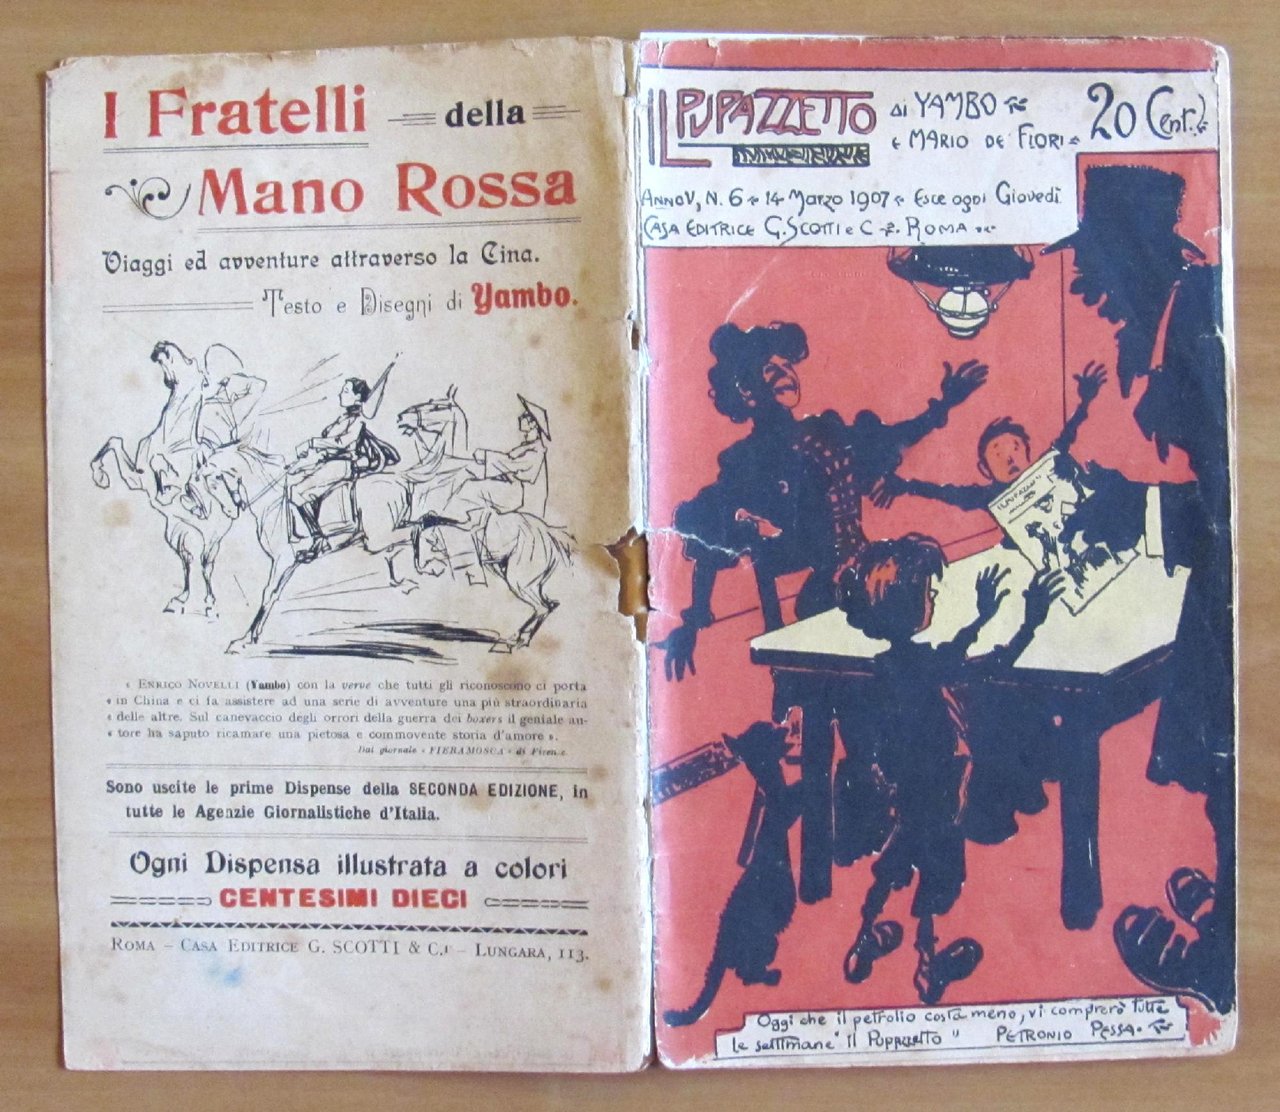 I Fratelli della
Mano Rossa
Viaggi ed avventure attraverso la Cina.
Testo e Disegni di Yambo.
« Enrico Novelli (Yambo) con la verve che tutti gli riconoscono ci porta
« in China e ci fa assistere ad una serie di avventure una più straordinaria
« delle altre. Sul canevaccio degli orrori della guerra dei boxers il geniale au-
« tore ha saputo ricamare una pietosa e commovente storia d'amore ».
Dal giornale « FIERAMOSCA » di Firenze.
Sono uscite le prime Dispense della SECONDA EDIZIONE, in
tutte le Agenzie Giornalistiche d'Italia.
Ogni Dispensa illustrata a colori
CENTESIMI DIECI
Roma – Casa Editrice G. SCOTTI & C.i – Lungara, 113.
IL PUPAZZETTO
di YAMBO
e MARIO DE' FIORI
20 Cent.
Anno V, N. 6 14 Marzo 1907 Esce ogni Giovedì
Casa Editrice G. Scotti e C. Roma
Oggi che il petrolio costa meno, vi comprerò tutte
le settimane "Il Pupazzetto" PETRONIO PESSA.